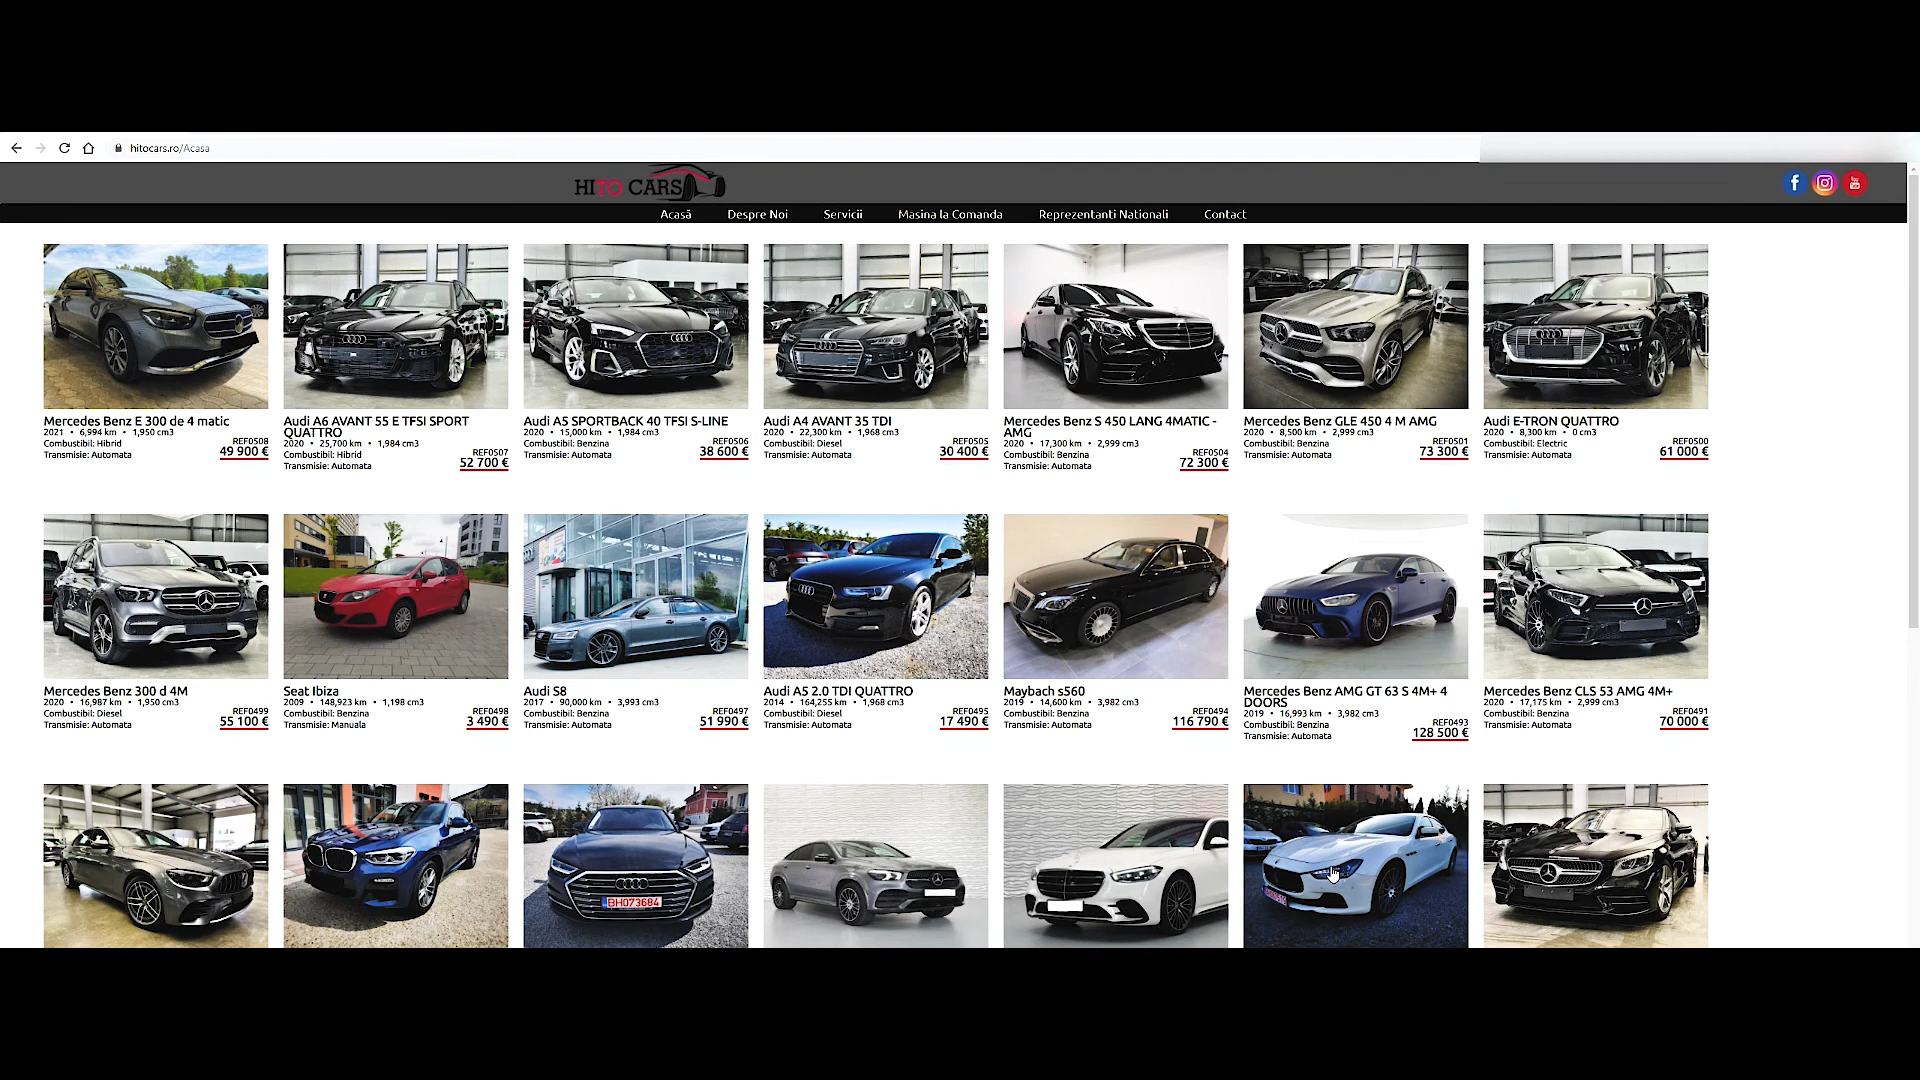 hitocars.ro/Acasa
HITO CARS
Acasă Despre Noi Servicii Masina la Comanda Reprezentanti Nationali Contact
Mercedes Benz E 300 de 4 matic
2021 • 6,994 km • 1,950 cm3
Combustibil: Hibrid
Transmisie: Automata
REF0508
49 900 €
Audi A6 AVANT 55 E TFSI SPORT
QUATTRO
2020 • 25,700 km • 1,984 cm3
Combustibil: Hibrid
Transmisie: Automata
REF0507
52 700 €
Audi A5 SPORTBACK 40 TFSI S-LINE
2020 • 15,000 km • 1,984 cm3
Combustibil: Benzina
Transmisie: Automata
REF0506
38 600 €
Audi A4 AVANT 35 TDI
2020 • 22,300 km • 1,968 cm3
Combustibil: Diesel
Transmisie: Automata
REF0505
30 400 €
Mercedes Benz S 450 LANG 4MATIC -
AMG
2020 • 17,300 km • 2,999 cm3
Combustibil: Benzina
Transmisie: Automata
REF0504
72 300 €
Mercedes Benz GLE 450 4 M AMG
2020 • 8,500 km • 2,999 cm3
Combustibil: Benzina
Transmisie: Automata
REF0501
73 300 €
Audi E-TRON QUATTRO
2020 • 8,300 km • 0 cm3
Combustibil: Electric
Transmisie: Automata
REF0500
61 000 €
Mercedes Benz 300 d 4M
2020 • 16,987 km • 1,950 cm3
Combustibil: Diesel
Transmisie: Automata
REF0499
55 100 €
Seat Ibiza
2009 • 148,923 km • 1,198 cm3
Combustibil: Benzina
Transmisie: Manuala
REF0498
3 490 €
Audi S8
2017 • 90,000 km • 3,993 cm3
Combustibil: Benzina
Transmisie: Automata
REF0497
51 990 €
Audi A5 2.0 TDI QUATTRO
2014 • 164,255 km • 1,968 cm3
Combustibil: Diesel
Transmisie: Automata
REF0495
17 490 €
Maybach s560
2019 • 14,600 km • 3,982 cm3
Combustibil: Benzina
Transmisie: Automata
REF0494
116 790 €
Mercedes Benz AMG GT 63 S 4M+ 4
DOORS
2019 • 16,993 km • 3,982 cm3
Combustibil: Benzina
Transmisie: Automata
REF0493
128 500 €
Mercedes Benz CLS 53 AMG 4M+
2020 • 17,175 km • 2,999 cm3
Combustibil: Benzina
Transmisie: Automata
REF0491
70 000 €
BH073684